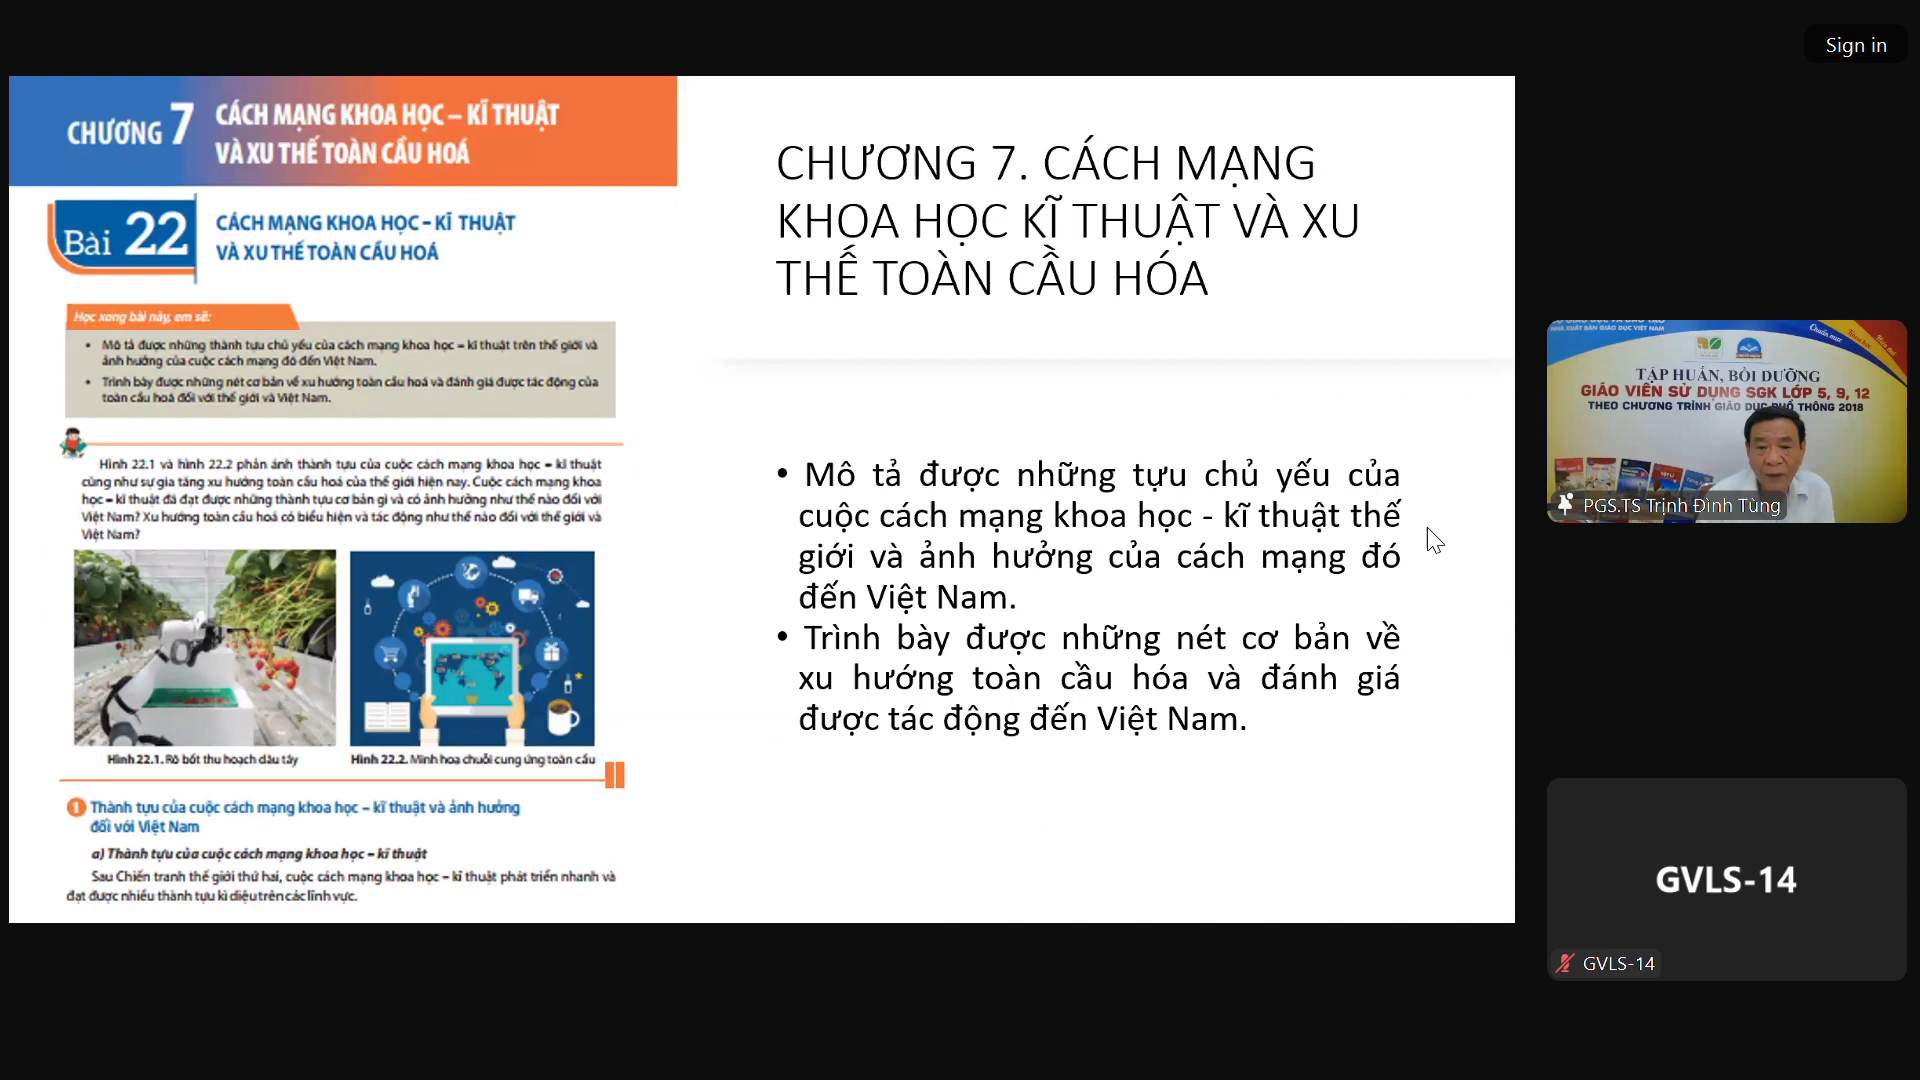 Sign in
CHƯƠNG 7
CÁCH MẠNG KHOA HỌC – KĨ THUẬT
VÀ XU THẾ TOÀN CẦU HOÁ
Bài 22
CÁCH MẠNG KHOA HỌC – KĨ THUẬT
VÀ XU THẾ TOÀN CẦU HOÁ
Học xong bài này, em sẽ:
• Mô tả được những thành tựu chủ yếu của cách mạng khoa học – kĩ thuật trên thế giới và
ảnh hưởng của cuộc cách mạng đó đến Việt Nam.
• Trình bày được những nét cơ bản về xu hướng toàn cầu hoá và đánh giá được tác động của
toàn cầu hoá đối với thế giới và Việt Nam.
Hình 22.1 và hình 22.2 phản ánh thành tựu của cuộc cách mạng khoa học – kĩ thuật
cũng như sự gia tăng xu hướng toàn cầu hoá của thế giới hiện nay. Cuộc cách mạng khoa
học – kĩ thuật đã đạt được những thành tựu cơ bản gì và có ảnh hưởng như thế nào đối với
Việt Nam? Xu hướng toàn cầu hoá có biểu hiện và tác động như thế nào đối với thế giới và
Việt Nam?
Hình 22.1. Rô bốt thu hoạch dâu tây
Hình 22.2. Minh hoạ chuỗi cung ứng toàn cầu
1 Thành tựu của cuộc cách mạng khoa học – kĩ thuật và ảnh hưởng
đối với Việt Nam
a) Thành tựu của cuộc cách mạng khoa học – kĩ thuật
Sau Chiến tranh thế giới thứ hai, cuộc cách mạng khoa học – kĩ thuật phát triển nhanh và
đạt được nhiều thành tựu kì diệu trên các lĩnh vực.
CHƯƠNG 7. CÁCH MẠNG
KHOA HỌC KĨ THUẬT VÀ XU
THẾ TOÀN CẦU HÓA
• Mô tả được những tựu chủ yếu của
cuộc cách mạng khoa học - kĩ thuật thế
giới và ảnh hưởng của cách mạng đó
đến Việt Nam.
• Trình bày được những nét cơ bản về
xu hướng toàn cầu hóa và đánh giá
được tác động đến Việt Nam.
NHÀ XUẤT BẢN GIÁO DỤC VIỆT NAM
Chuẩn mực
Khoa học
Hiện đại
TẬP HUẤN, BỒI DƯỠNG
GIÁO VIÊN SỬ DỤNG SGK LỚP 5, 9, 12
THEO CHƯƠNG TRÌNH GIÁO DỤC PHỔ THÔNG 2018
PGS.TS Trịnh Đình Tùng
GVLS-14
GVLS-14